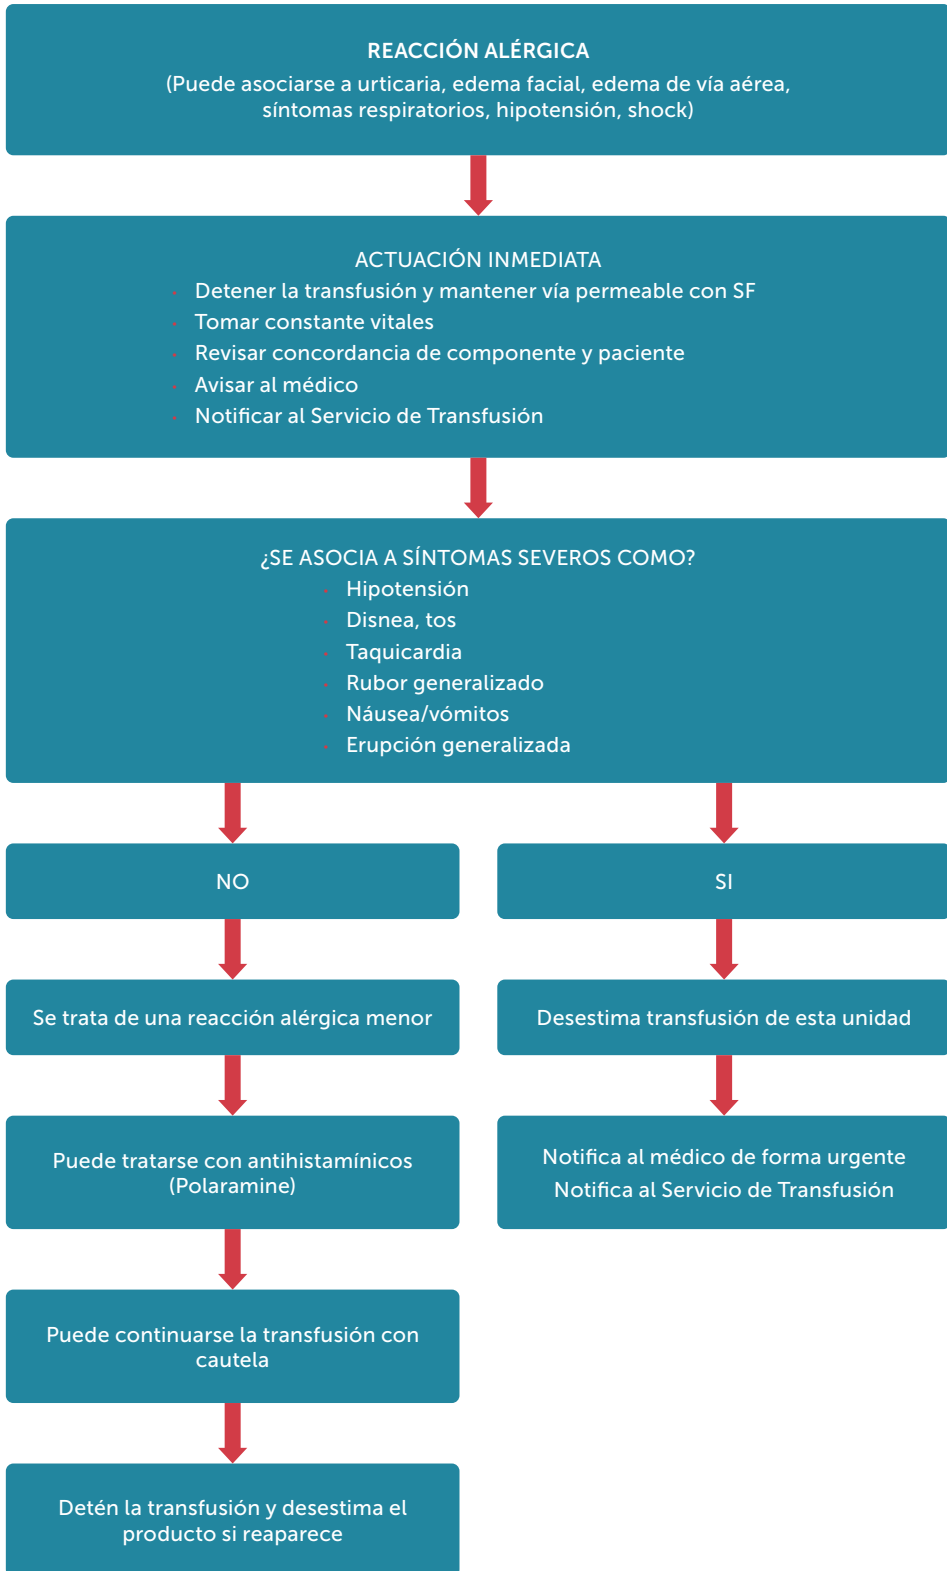 REACCIÓN ALÉRGICA
(Puede asociarse a urticaria, edema facial, edema de vía aérea,
síntomas respiratorios, hipotensión, shock)
ACTUACIÓN INMEDIATA
· Detener la transfusión y mantener vía permeable con SF
· Tomar constante vitales
· Revisar concordancia de componente y paciente
· Avisar al médico
· Notificar al Servicio de Transfusión
¿SE ASOCIA A SÍNTOMAS SEVEROS COMO?
· Hipotensión
· Disnea, tos
· Taquicardia
· Rubor generalizado
· Náusea/vómitos
· Erupción generalizada
NO
SI
Se trata de una reacción alérgica menor
Desestima transfusión de esta unidad
Puede tratarse con antihistamínicos
(Polaramine)
Notifica al médico de forma urgente
Notifica al Servicio de Transfusión
Puede continuarse la transfusión con
cautela
Detén la transfusión y desestima el
producto si reaparece